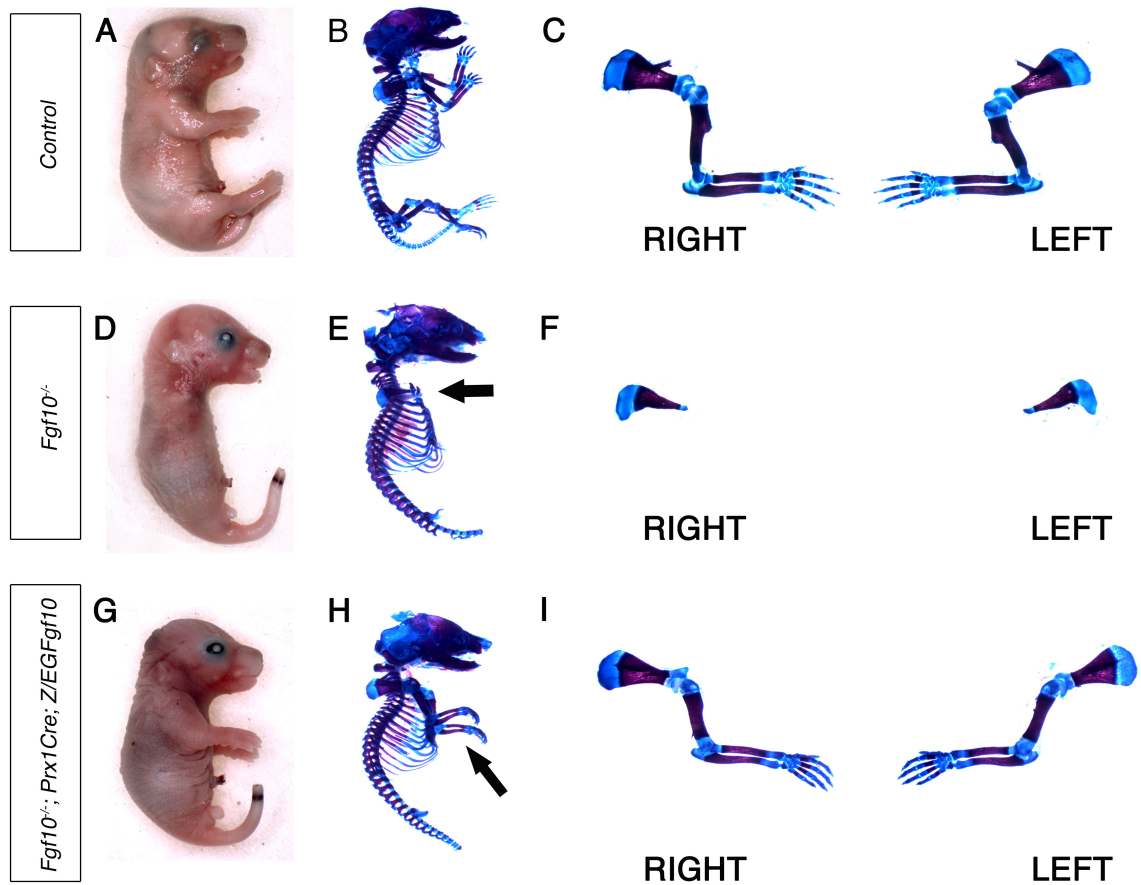 Control
A
B
C
RIGHT
LEFT
Fgf10-/-
D
E
F
RIGHT
LEFT
Fgf10-/-; Prx1Cre; Z/EGFgf10
G
H
I
RIGHT
LEFT